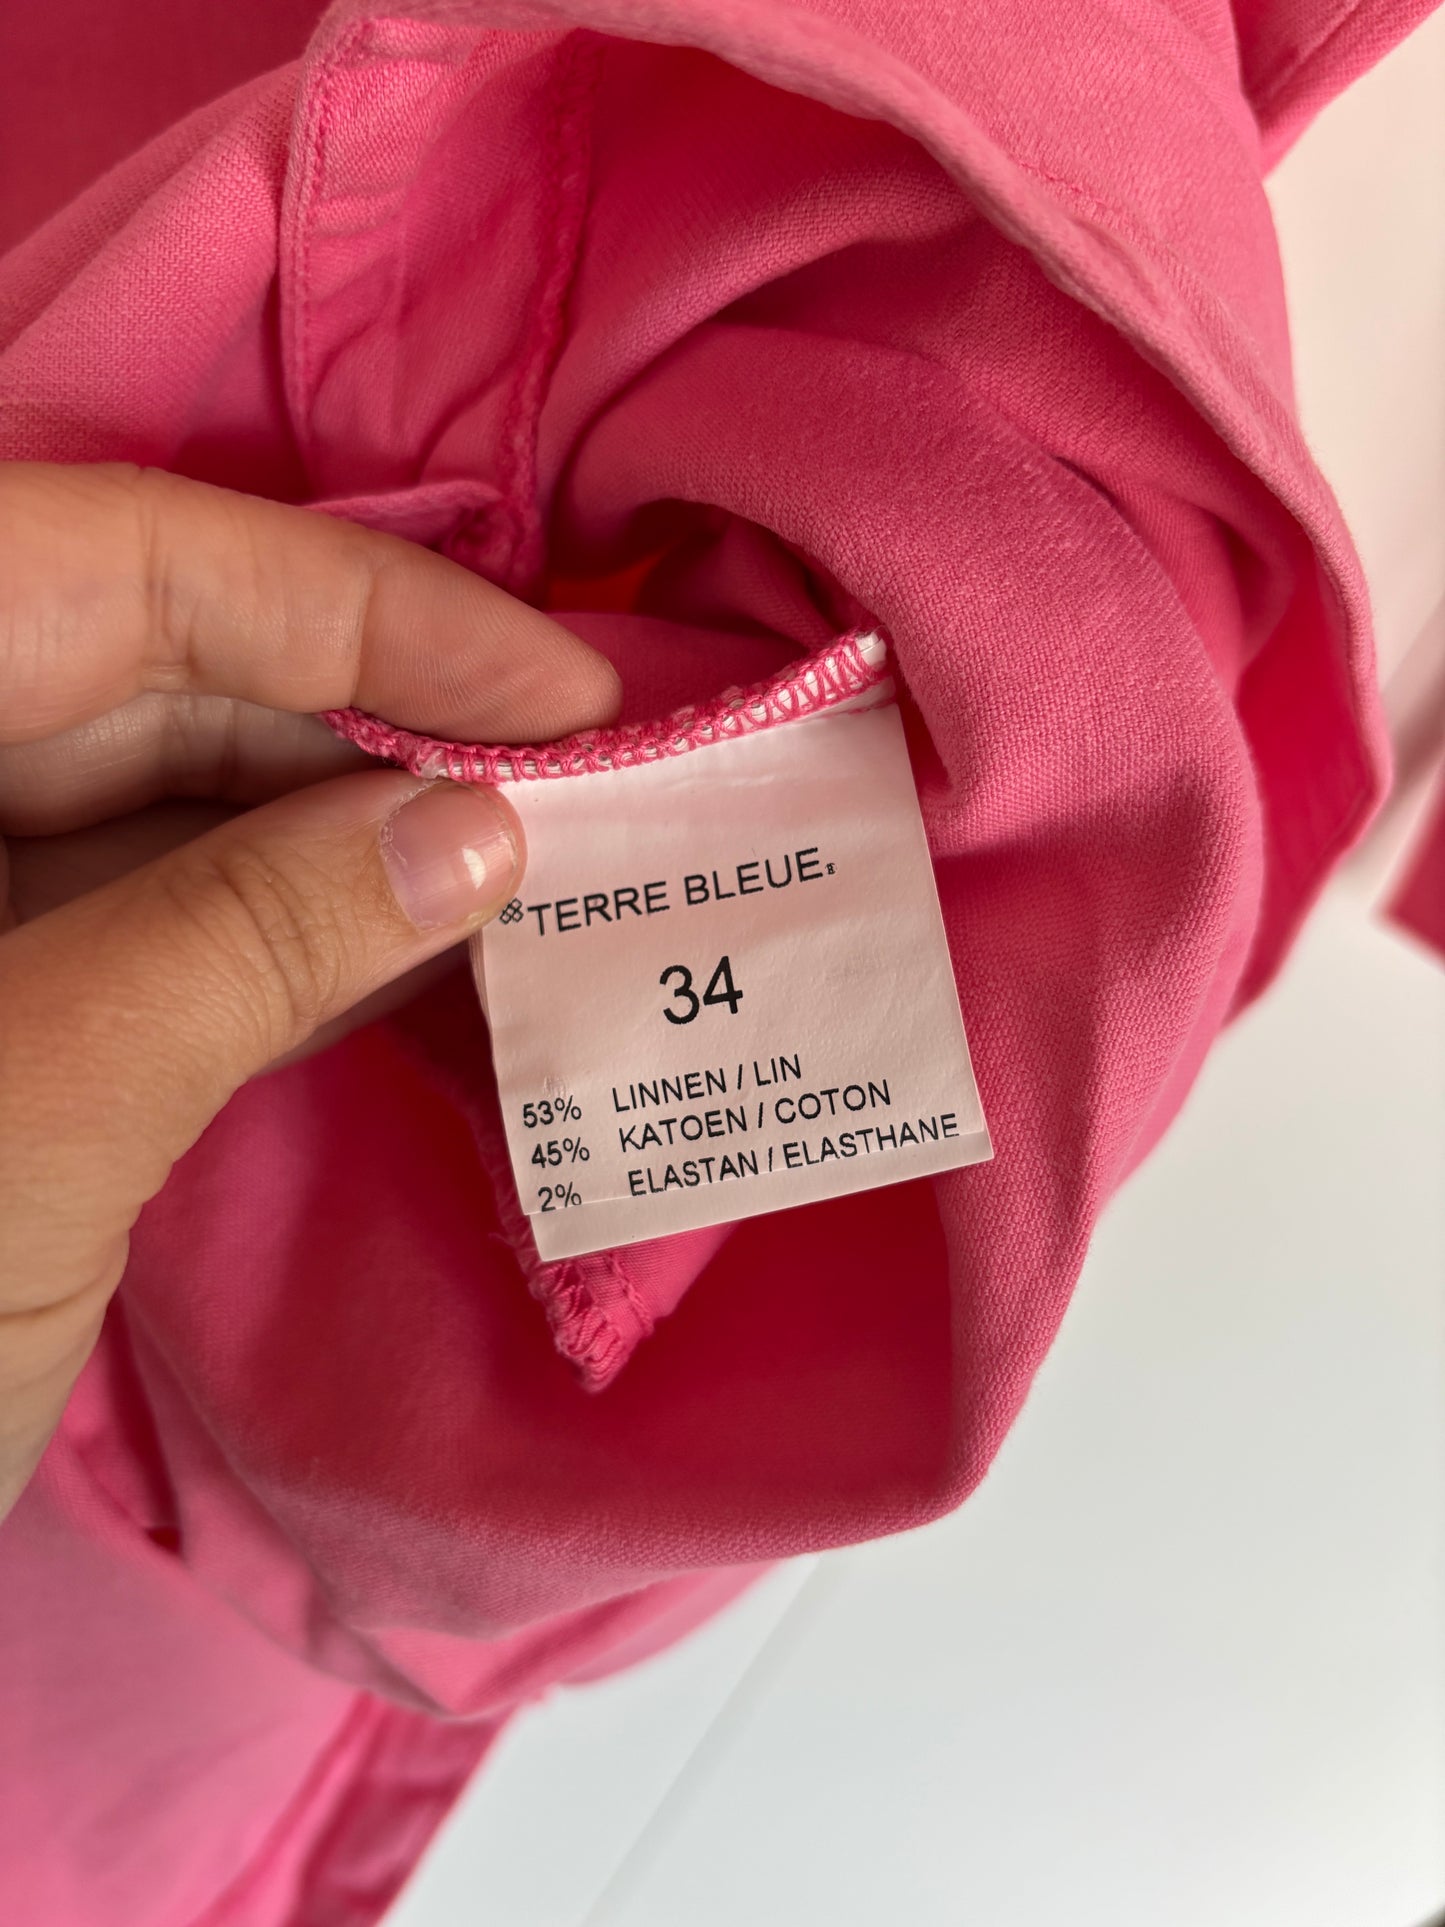 TERRE BLEUE®
34
53% LINNEN / LIN
45% KATOEN / COTON
2% ELASTAN / ELASTHANE